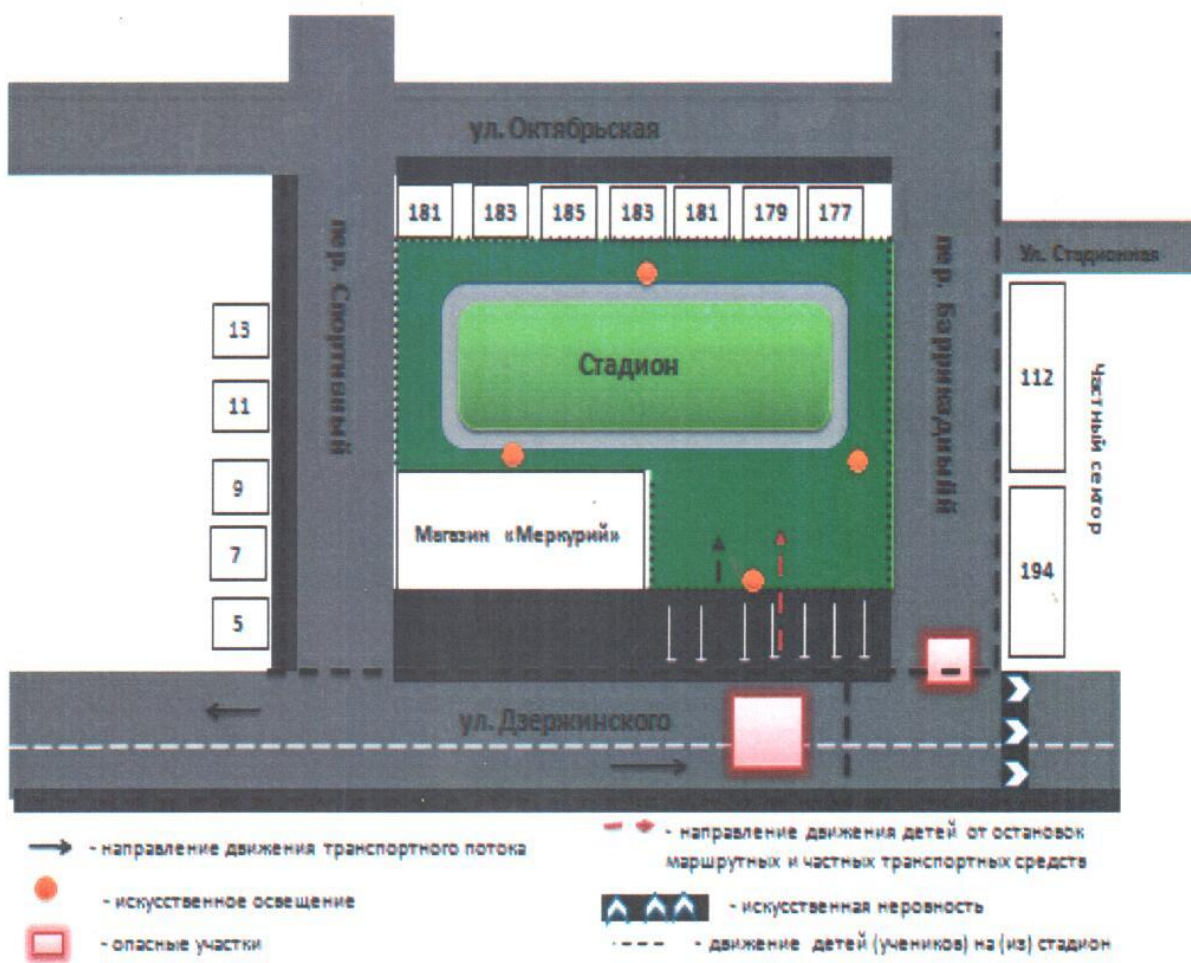 ул. Октябрьская
181 183 185 183 181 179 177
пер. Спортивный
пер. Баррикадный
Ул. Стадионная
13
11
9
7
5
Стадион
112
194
Частный сектор
Магазин «Меркурий»
ул. Дзержинского
- направление движения транспортного потока
- искусственное освещение
- опасные участки
- направление движения детей от остановок
маршрутных и частных транспортных средств
- искусственная неровность
- движение детей (учеников) на (из) стадион